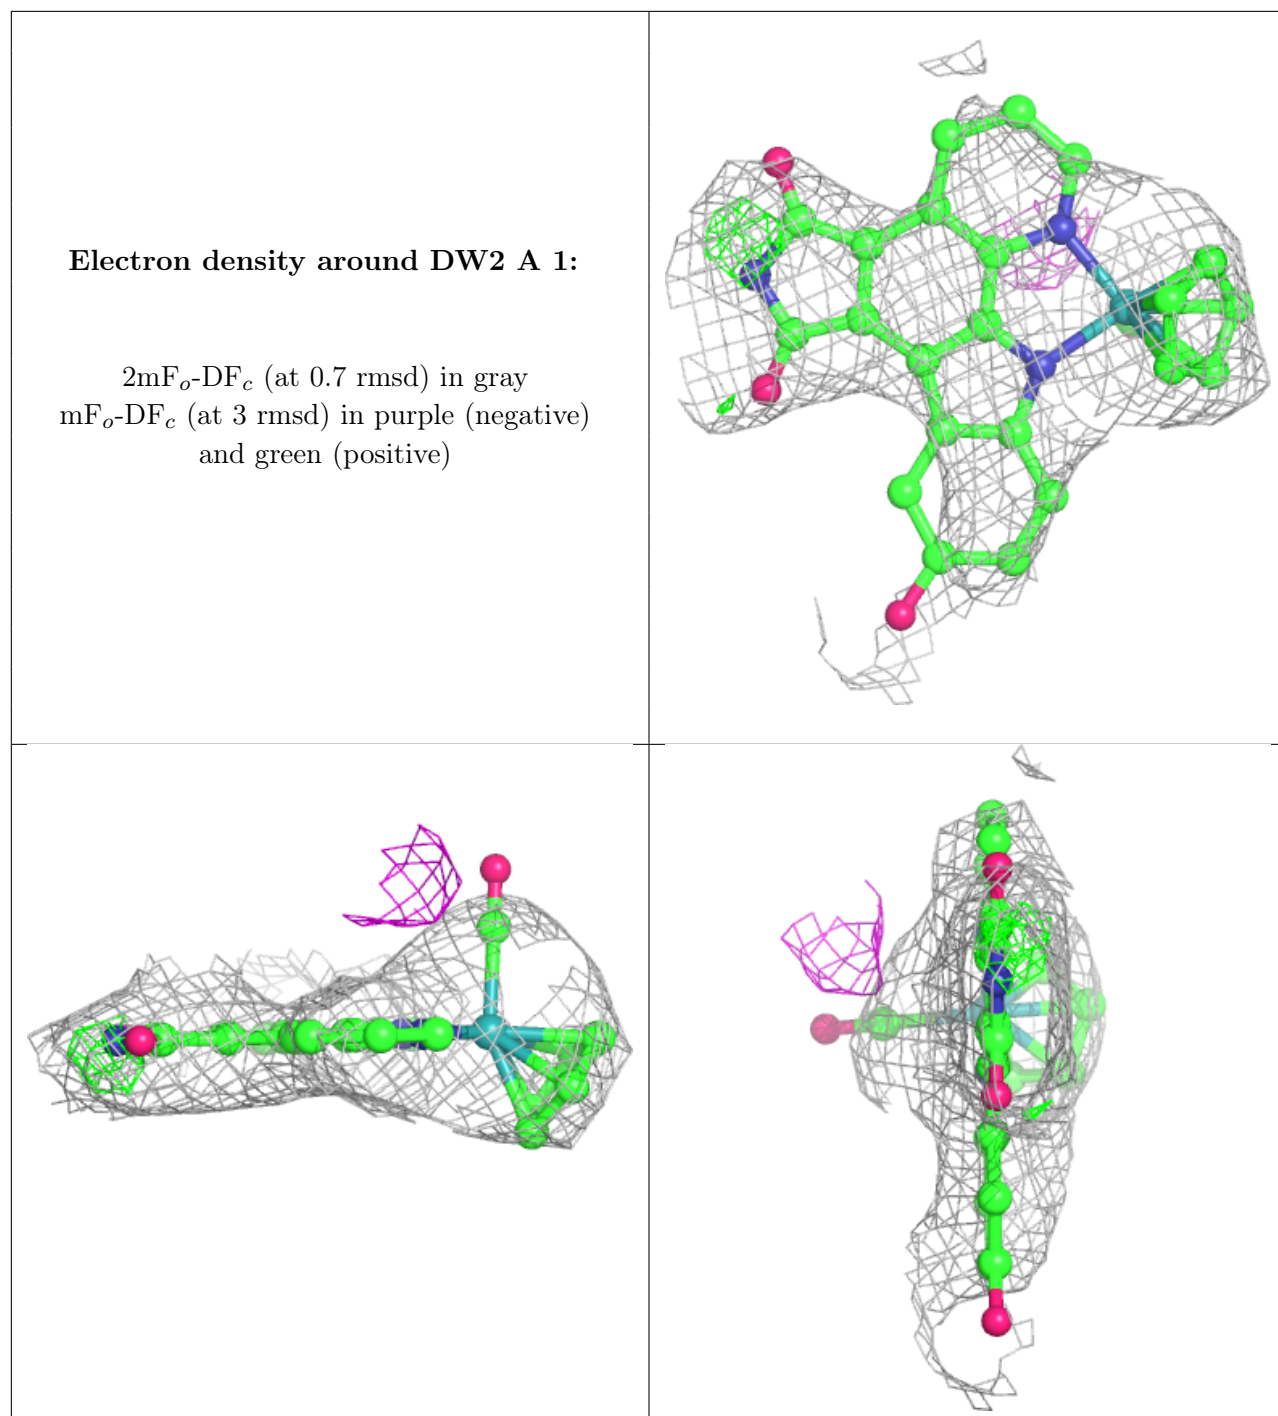 Electron density around DW2 A 1:
2mFo-DFc (at 0.7 rmsd) in gray
mFo-DFc (at 3 rmsd) in purple (negative)
and green (positive)